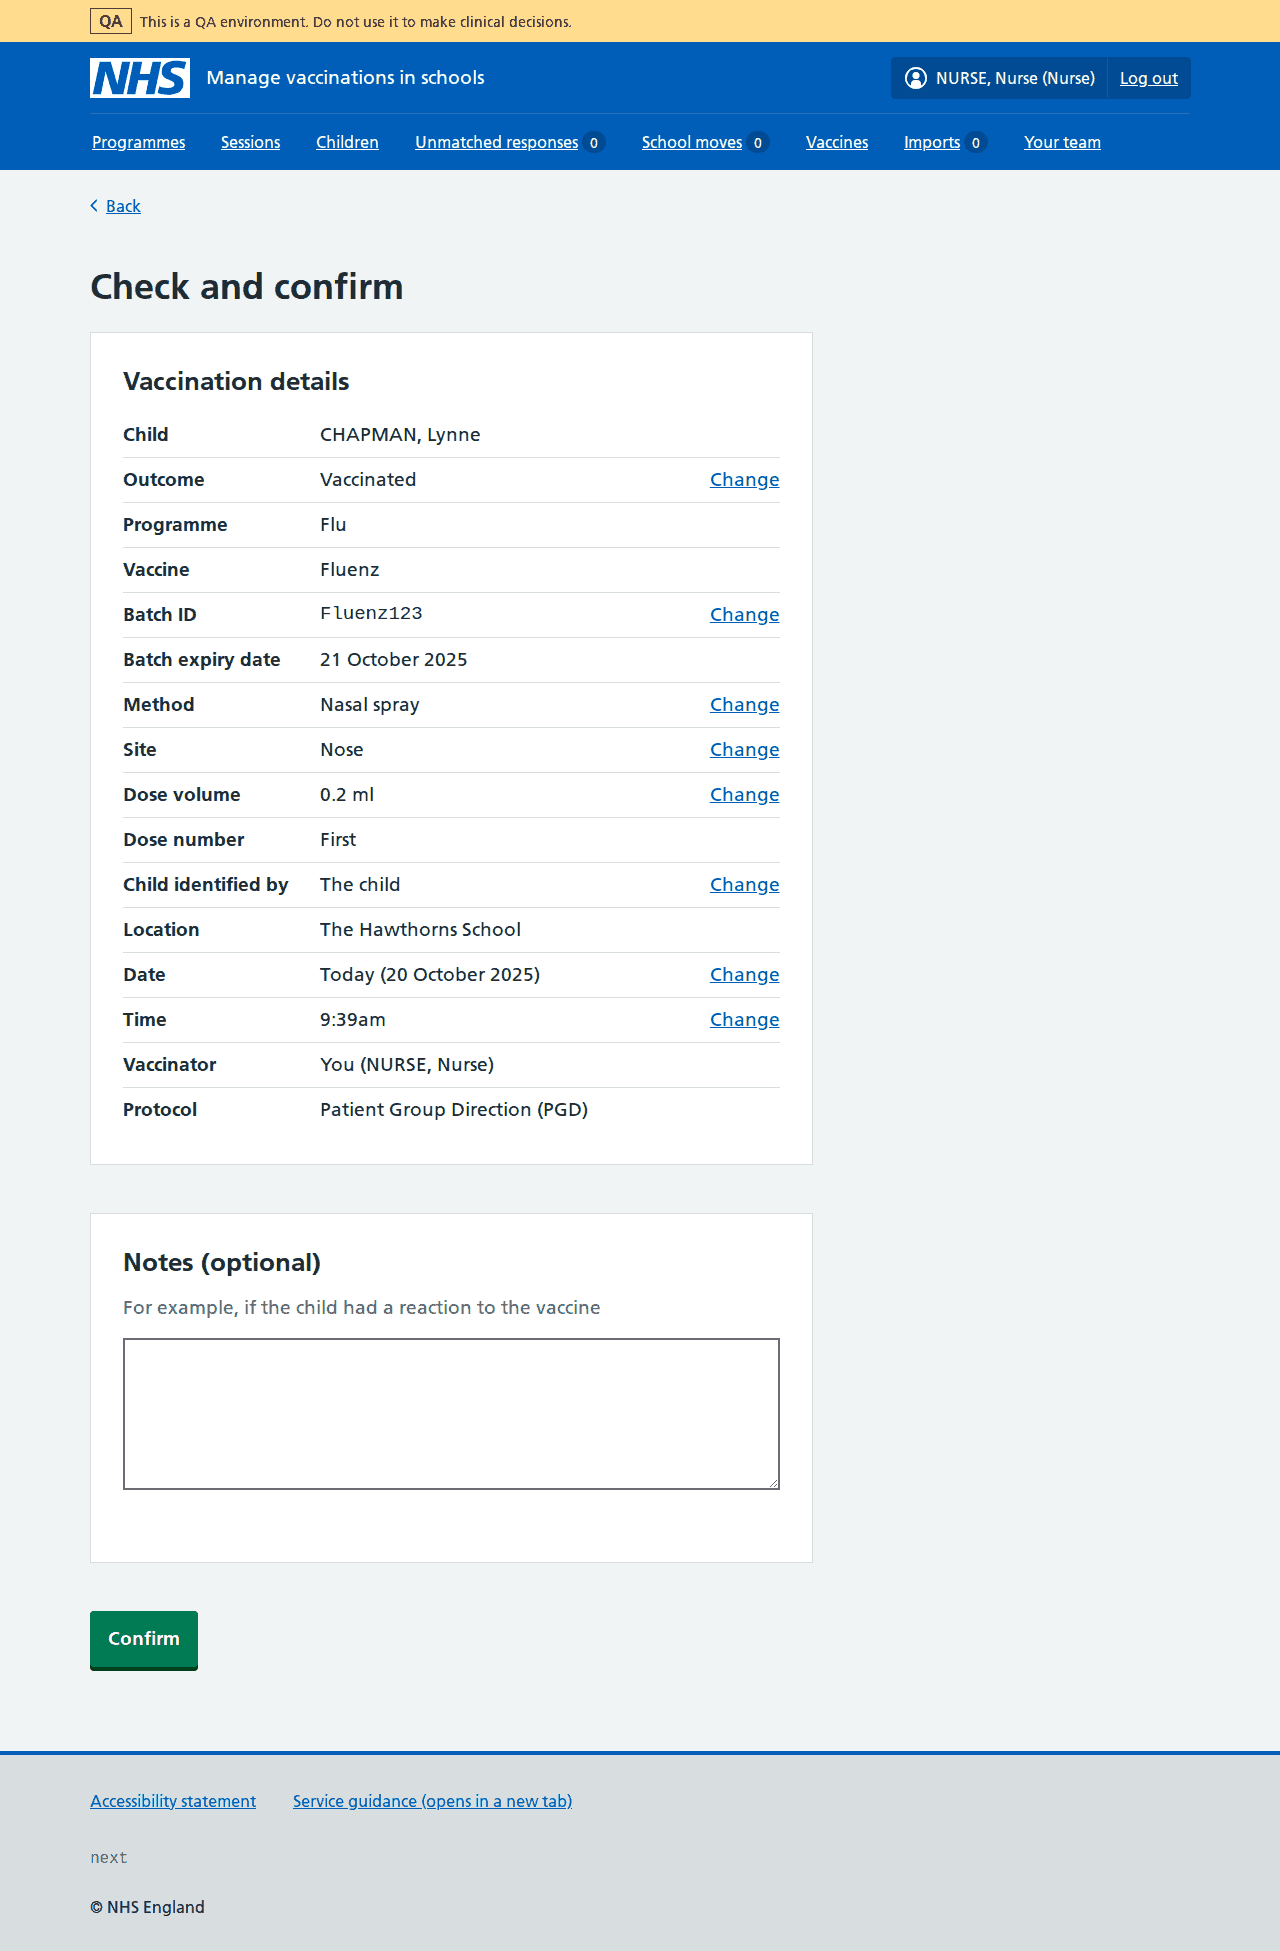 QA This is a QA environment. Do not use it to make clinical decisions.
NHS Manage vaccinations in schools NURSE, Nurse (Nurse) Log out
Programmes Sessions Children Unmatched responses 0 School moves 0 Vaccines Imports 0 Your team
Back
Check and confirm
Vaccination details
Child CHAPMAN, Lynne
Outcome Vaccinated Change
Programme Flu
Vaccine Fluenz
Batch ID Fluenz123 Change
Batch expiry date 21 October 2025
Method Nasal spray Change
Site Nose Change
Dose volume 0.2 ml Change
Dose number First
Child identified by The child Change
Location The Hawthorns School
Date Today (20 October 2025) Change
Time 9:39am Change
Vaccinator You (NURSE, Nurse)
Protocol Patient Group Direction (PGD)
Notes (optional)
For example, if the child had a reaction to the vaccine
Confirm
Accessibility statement Service guidance (opens in a new tab)
next
© NHS England